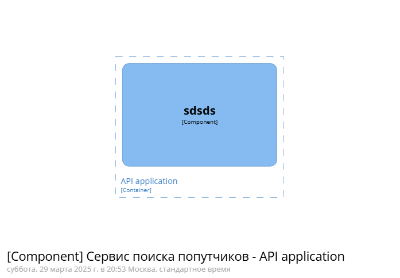 sdsds
[Component]
API application
[Container]
[Component] Сервис поиска попутчиков - API application
суббота, 29 марта 2025 г. в 20:53 Москва, стандартное время